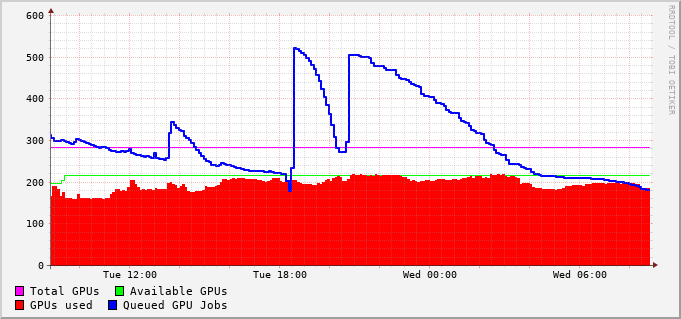 600
500
400
300
200
100
0
Tue 12:00 Tue 18:00 Wed 00:00 Wed 06:00
Total GPUs Available GPUs
GPUs used Queued GPU Jobs
RRDTOOL / TOBI OETIKER